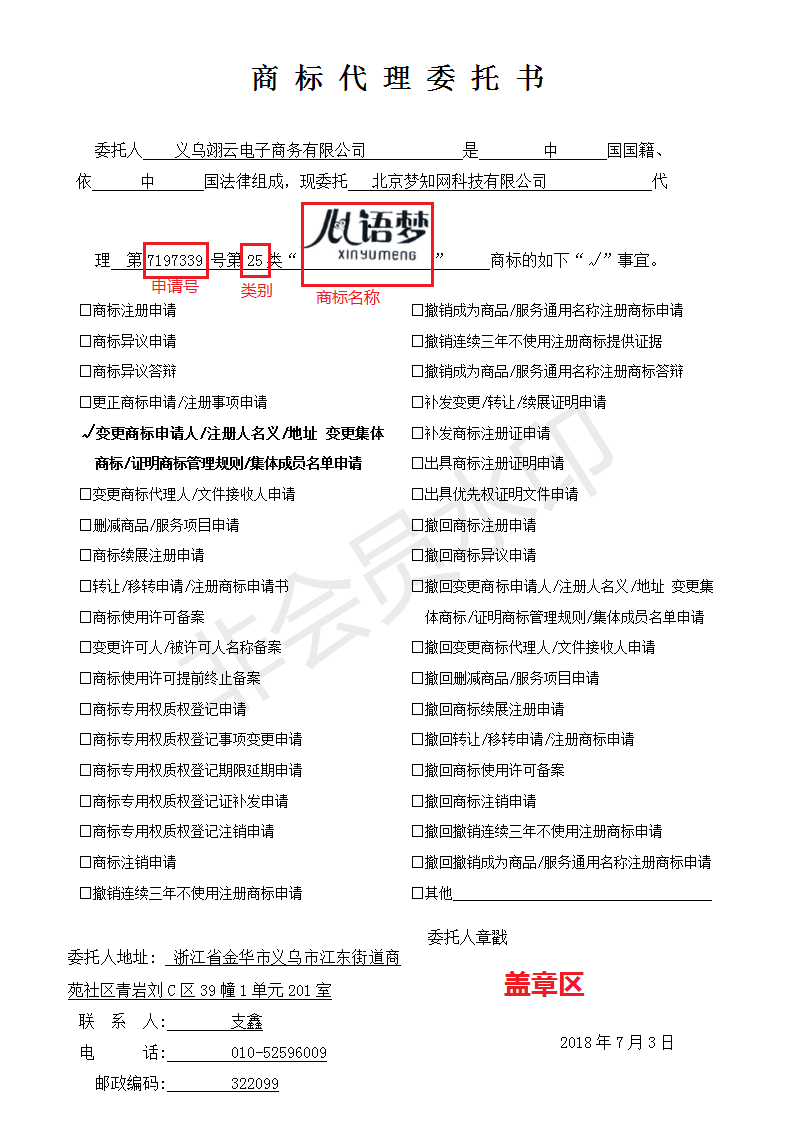 商标代理委托书
委托人 义乌翊云电子商务有限公司 是 中 国国籍、
依 中 国法律组成，现委托 北京梦知网科技有限公司 代
心语梦
XINYUMENG
理 第 7197339 号第 25 类“ ” 商标的如下“√”事宜。
申请号 类别 商标名称
□商标注册申请
□商标异议申请
□商标异议答辩
□更正商标申请/注册事项申请
√变更商标申请人/注册人名义/地址 变更集体
商标/证明商标管理规则/集体成员名单申请
□变更商标代理人/文件接收人申请
□删减商品/服务项目申请
□商标续展注册申请
□转让/移转申请/注册商标申请书
□商标使用许可备案
□变更许可人/被许可人名称备案
□商标使用许可提前终止备案
□商标专用权质权登记申请
□商标专用权质权登记事项变更申请
□商标专用权质权登记期限延期申请
□商标专用权质权登记证补发申请
□商标专用权质权登记注销申请
□商标注销申请
□撤销连续三年不使用注册商标申请
□撤销成为商品/服务通用名称注册商标申请
□撤销连续三年不使用注册商标提供证据
□撤销成为商品/服务通用名称注册商标答辩
□补发变更/转让/续展证明申请
□补发商标注册证申请
□出具商标注册证明申请
□出具优先权证明文件申请
□撤回商标注册申请
□撤回商标异议申请
□撤回变更商标申请人/注册人名义/地址 变更集
体商标/证明商标管理规则/集体成员名单申请
□撤回变更商标代理人/文件接收人申请
□撤回删减商品/服务项目申请
□撤回商标续展注册申请
□撤回转让/移转申请/注册商标申请
□撤回商标使用许可备案
□撤回商标注销申请
□撤回撤销连续三年不使用注册商标申请
□撤回撤销成为商品/服务通用名称注册商标申请
□其他
非会员水印
委托人地址：浙江省金华市义乌市江东街道商
苑社区青岩刘C区39幢1单元201室
联系人： 支鑫
电话： 010-52596009
邮政编码： 322099
委托人章戳
盖章区
2018年7月3日